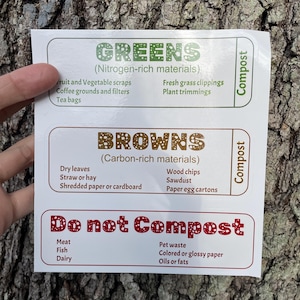 GREENS
(Nitrogen-rich materials)
Fruit and Vegetable scraps
Coffee grounds and filters
Tea bags
Fresh grass clippings
Plant trimmings
Compost
BROWNS
(Carbon-rich materials)
Dry leaves
Straw or hay
Shredded paper or cardboard
Wood chips
Sawdust
Paper egg cartons
Compost
Do not Compost
Meat
Fish
Dairy
Pet waste
Colored or glossy paper
Oils or fats